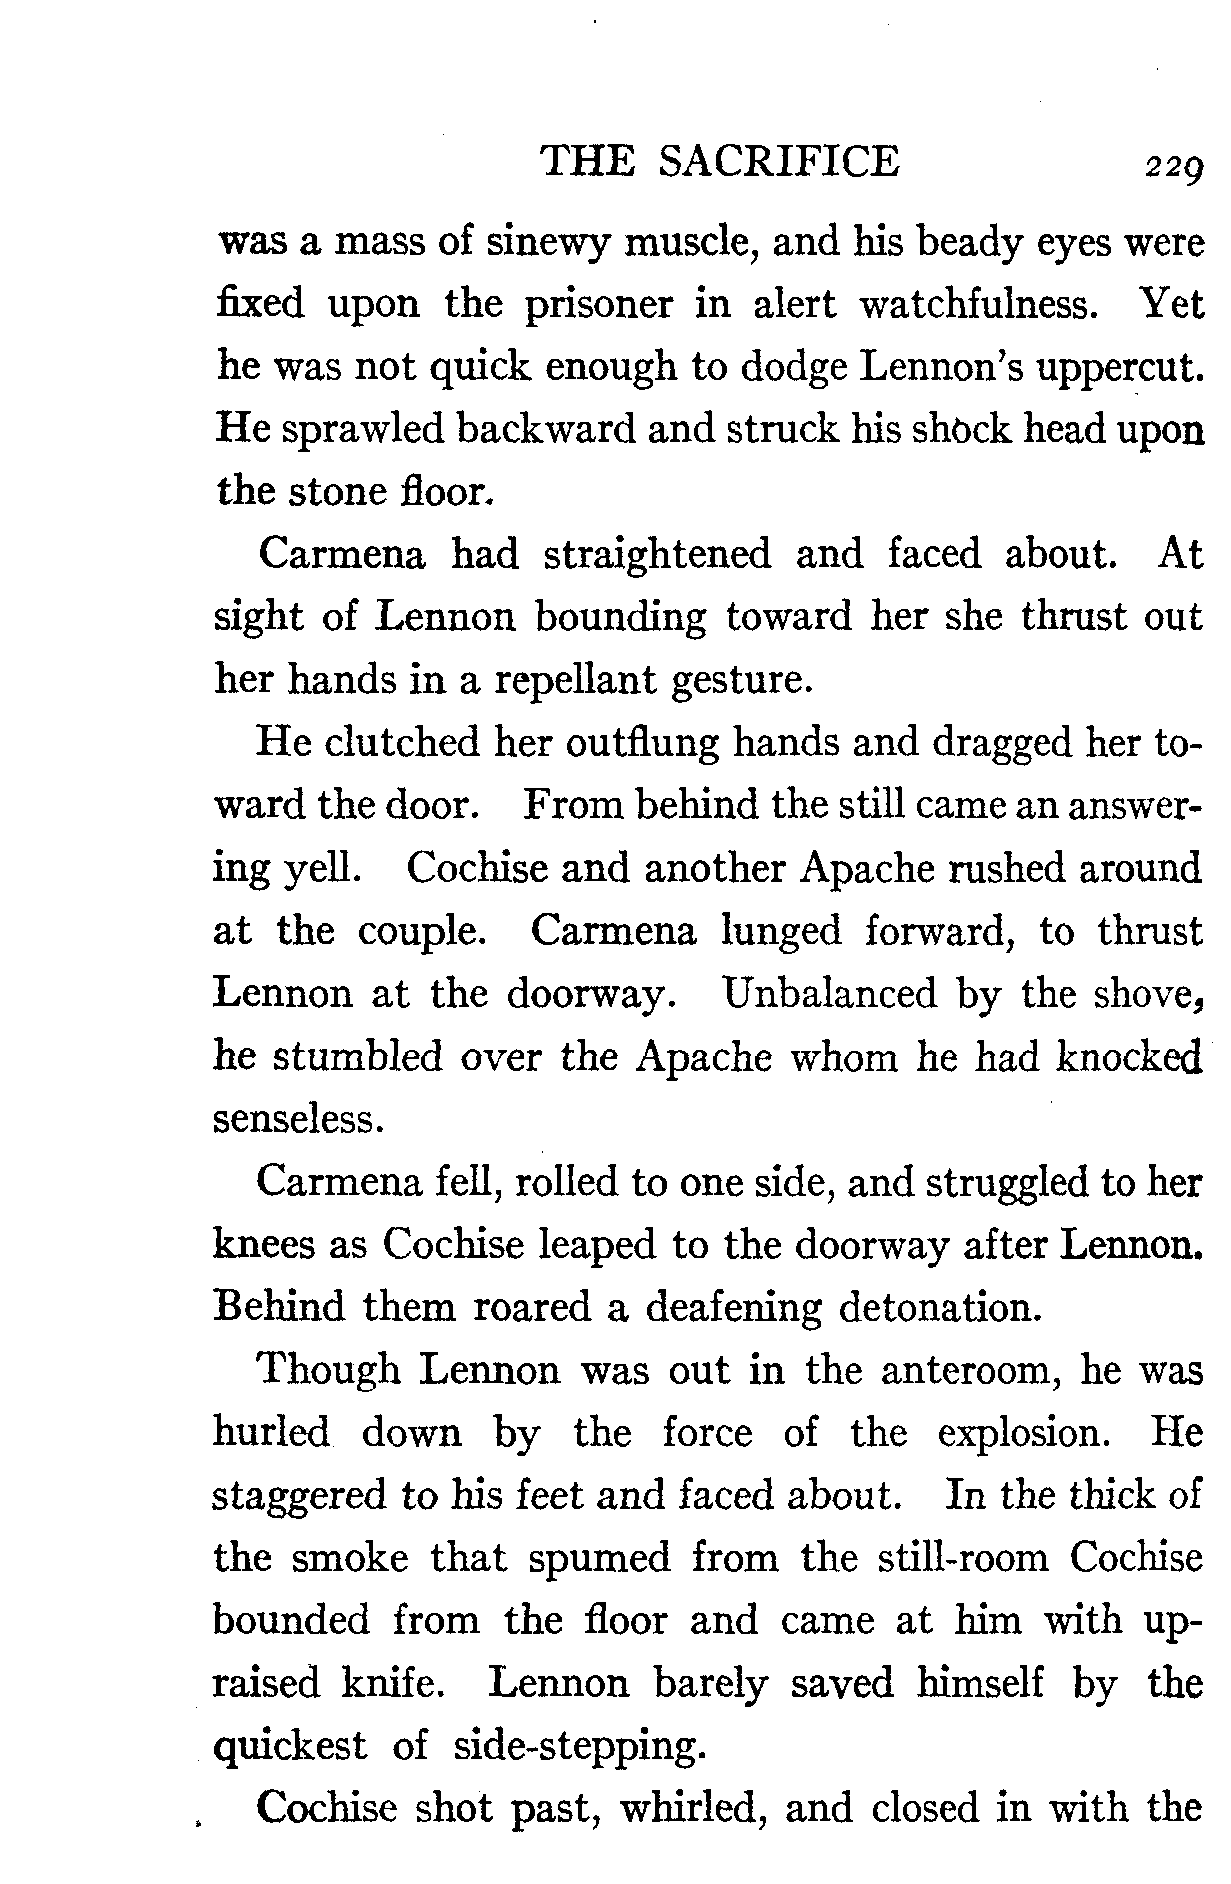 THE SACRIFICE 229
was a mass of sinewy muscle, and his beady eyes were
fixed upon the prisoner in alert watchfulness. Yet
he was not quick enough to dodge Lennon's uppercut.
He sprawled backward and struck his shock head upon
the stone floor.
Carmena had straightened and faced about. At
sight of Lennon bounding toward her she thrust out
her hands in a repellant gesture.
He clutched her outflung hands and dragged her to-
ward the door. From behind the still came an answer-
ing yell. Cochise and another Apache rushed around
at the couple. Carmena lunged forward, to thrust
Lennon at the doorway. Unbalanced by the shove,
he stumbled over the Apache whom he had knocked
senseless.
Carmena fell, rolled to one side, and struggled to her
knees as Cochise leaped to the doorway after Lennon.
Behind them roared a deafening detonation.
Though Lennon was out in the anteroom, he was
hurled down by the force of the explosion. He
staggered to his feet and faced about. In the thick of
the smoke that spumed from the still-room Cochise
bounded from the floor and came at him with up-
raised knife. Lennon barely saved himself by the
quickest of side-stepping.
Cochise shot past, whirled, and closed in with the